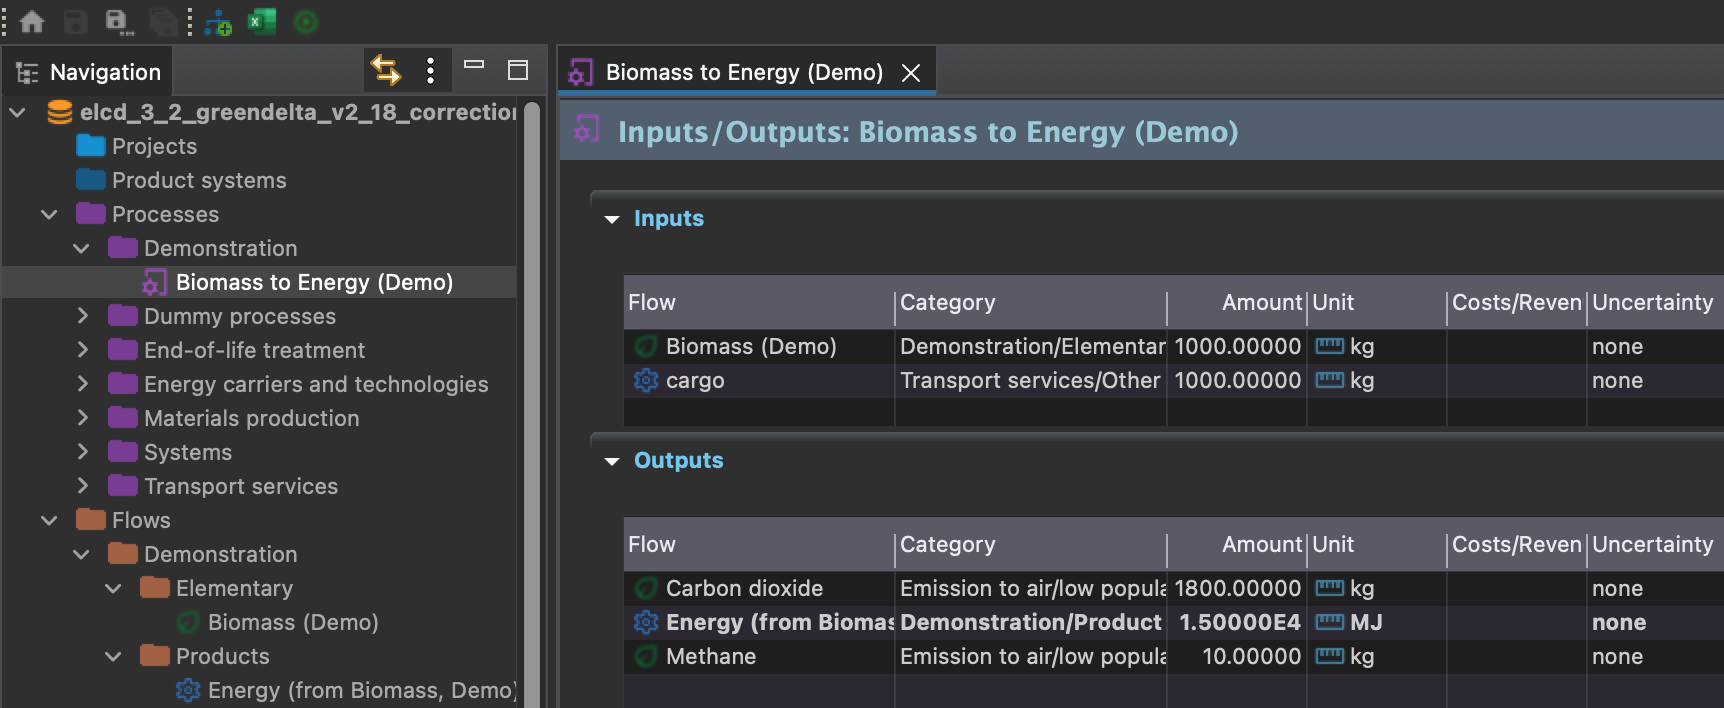 Navigation
elcd_3_2_greendelta_v2_18_correction
Projects
Product systems
Processes
Demonstration
Biomass to Energy (Demo)
Dummy processes
End-of-life treatment
Energy carriers and technologies
Materials production
Systems
Transport services
Flows
Demonstration
Elementary
Biomass (Demo)
Products
Energy (from Biomass, Demo)
Biomass to Energy (Demo)
Inputs/Outputs: Biomass to Energy (Demo)
Inputs
Flow Category Amount Unit Costs/Reven Uncertainty
Biomass (Demo) Demonstration/Elementar 1000.00000 kg none
cargo Transport services/Other 1000.00000 kg none
Outputs
Flow Category Amount Unit Costs/Reven Uncertainty
Carbon dioxide Emission to air/low popula 1800.00000 kg none
Energy (from Biomas Demonstration/Product 1.50000E4 MJ none
Methane Emission to air/low popula 10.00000 kg none